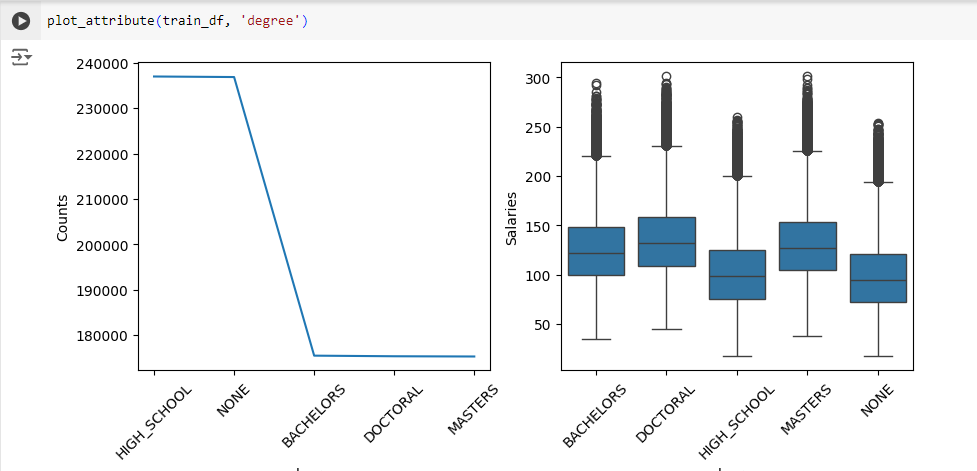 plot_attribute(train_df, 'degree')
240000
230000
220000
210000
200000
190000
180000
Counts
HIGH_SCHOOL
NONE
BACHELORS
DOCTORAL
MASTERS
300
250
200
150
100
50
Salaries
BACHELORS
DOCTORAL
HIGH_SCHOOL
MASTERS
NONE